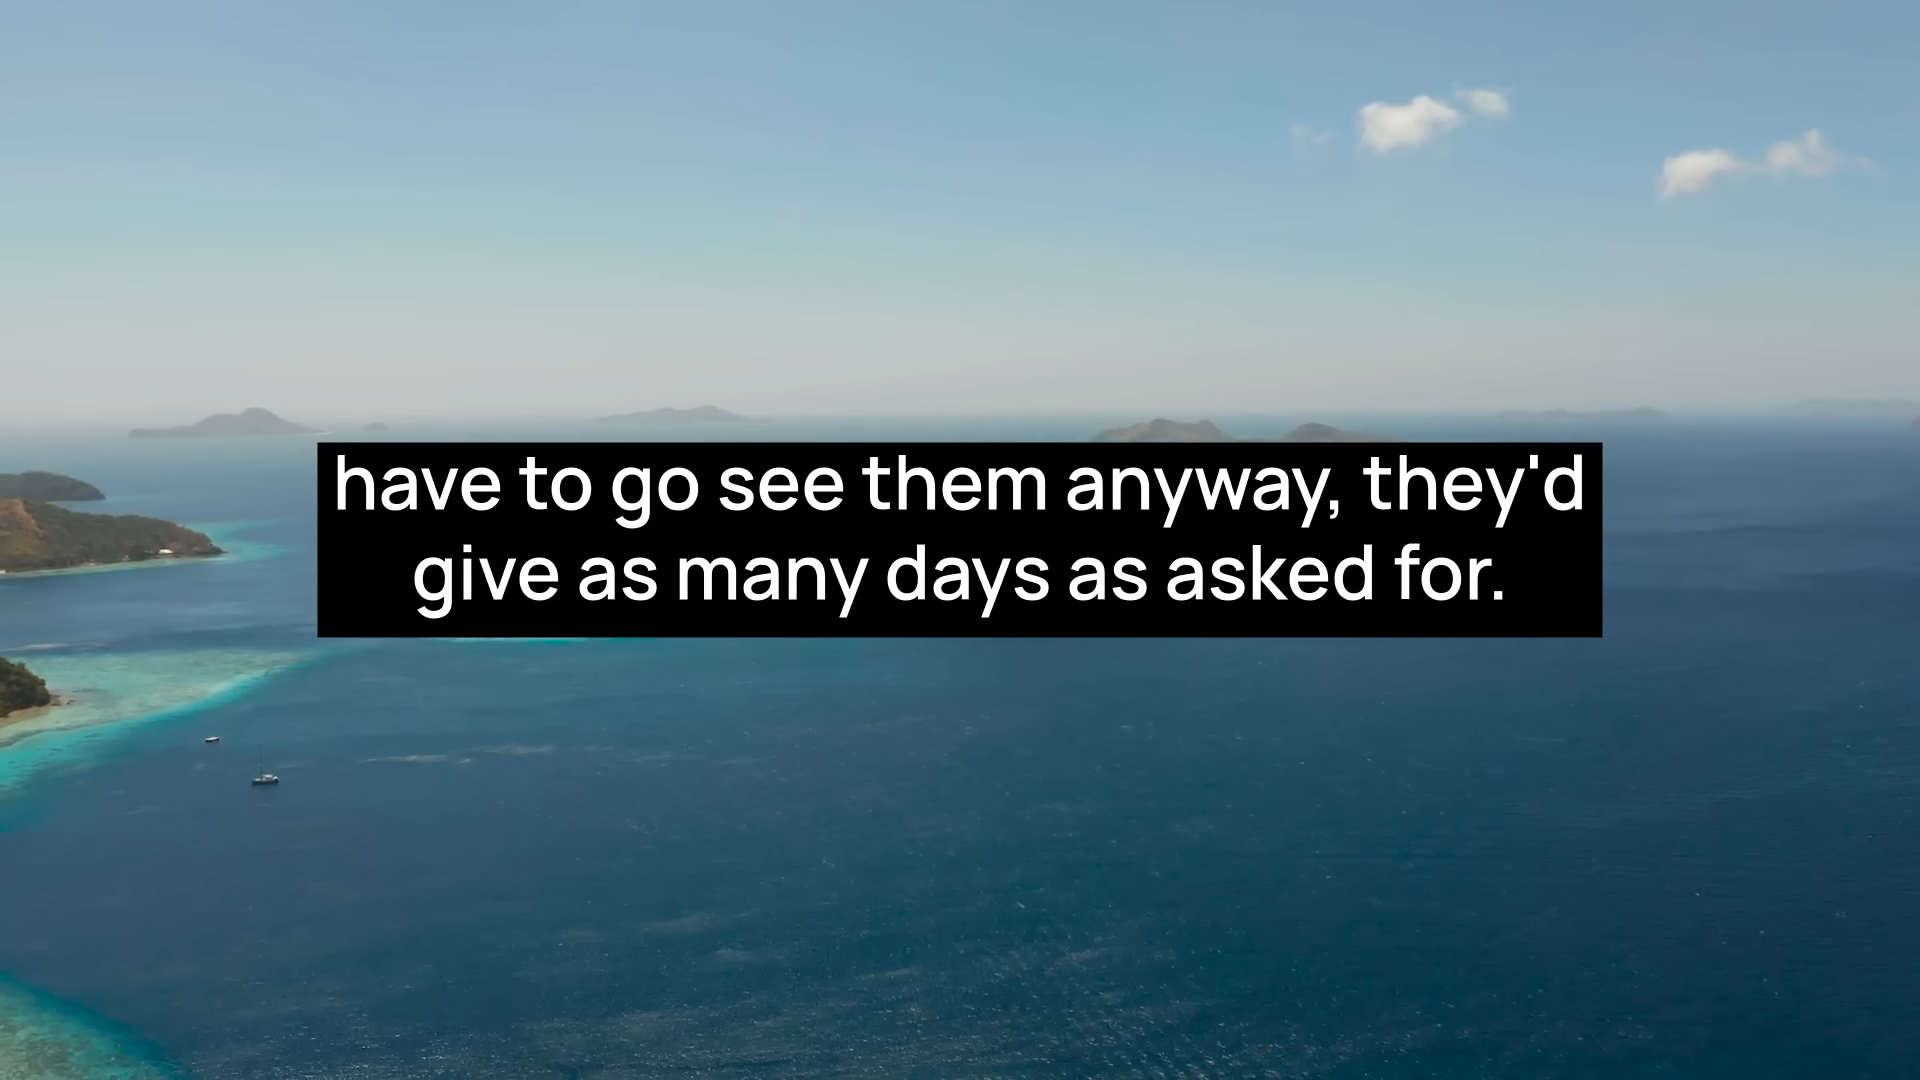 have to go see them anyway, they'd
give as many days as asked for.